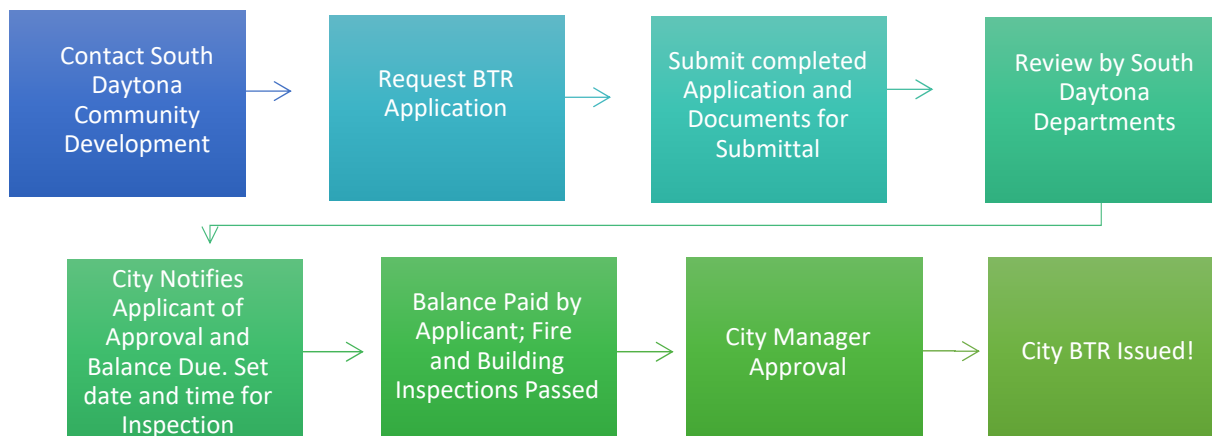 Contact South
Daytona
Community
Development
Request BTR
Application
Submit completed
Application and
Documents for
Submittal
Review by South
Daytona
Departments
City Notifies
Applicant of
Approval and
Balance Due. Set
date and time for
Inspection
Balance Paid by
Applicant; Fire
and Building
Inspections Passed
City Manager
Approval
City BTR Issued!